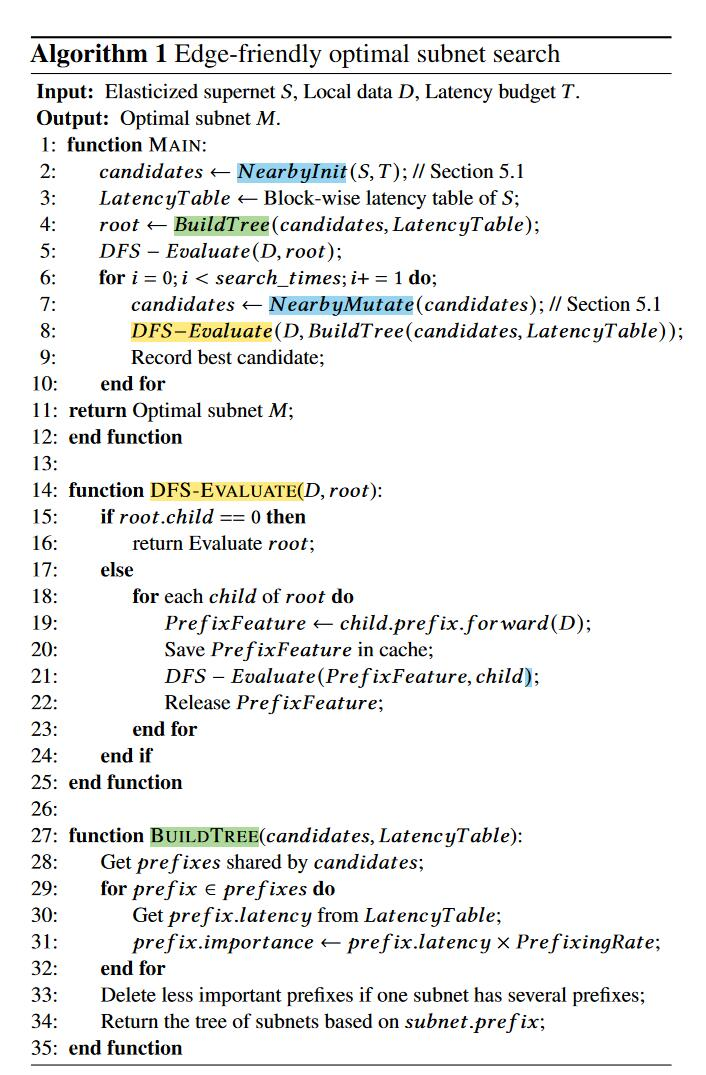 Algorithm 1 Edge-friendly optimal subnet search
Input: Elasticized supernet S, Local data D, Latency budget T.
Output: Optimal subnet M.
1: function MAIN:
2: candidates ← NearbyInit(S,T); // Section 5.1
3: LatencyTable ← Block-wise latency table of S;
4: root ← BuildTree(candidates, LatencyTable);
5: DFS − Evaluate(D, root);
6: for i = 0; i < search_times; i+ = 1 do;
7: candidates ← NearbyMutate(candidates); // Section 5.1
8: DFS−Evaluate(D, BuildTree(candidates, LatencyTable));
9: Record best candidate;
10: end for
11: return Optimal subnet M;
12: end function
13:
14: function DFS-EVALUATE(D, root):
15: if root.child == 0 then
16: return Evaluate root;
17: else
18: for each child of root do
19: PrefixFeature ← child.prefix.forward(D);
20: Save PrefixFeature in cache;
21: DFS − Evaluate(PrefixFeature, child);
22: Release PrefixFeature;
23: end for
24: end if
25: end function
26:
27: function BUILDTREE(candidates, LatencyTable):
28: Get prefixes shared by candidates;
29: for prefix ∈ prefixes do
30: Get prefix.latency from LatencyTable;
31: prefix.importance ← prefix.latency × PrefixingRate;
32: end for
33: Delete less important prefixes if one subnet has several prefixes;
34: Return the tree of subnets based on subnet.prefix;
35: end function